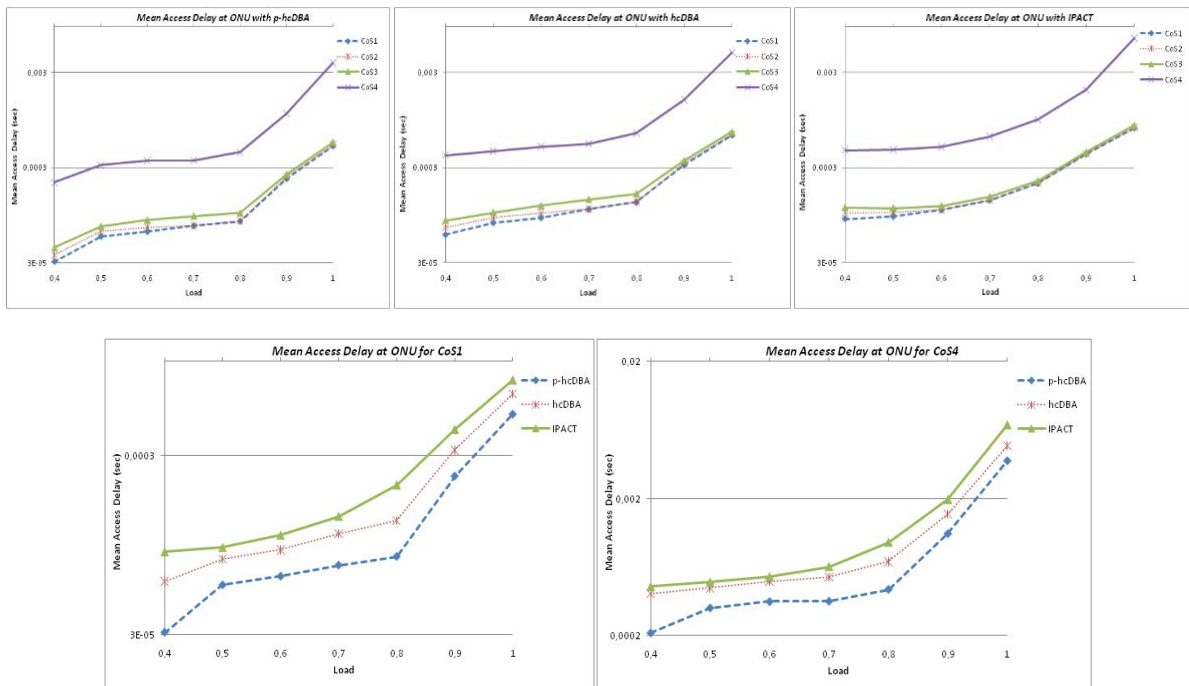 Mean Access Delay at ONU with p-hcDBA
Mean Access Delay (sec)
0,003
0,0003
3E-05
0,4 0,5 0,6 0,7 0,8 0,9 1
Load
CoS1
CoS2
CoS3
CoS4
Mean Access Delay at ONU with hcDBA
Mean Access Delay (sec)
0,003
0,0003
3E-05
0,4 0,5 0,6 0,7 0,8 0,9 1
Load
CoS1
CoS2
CoS3
CoS4
Mean Access Delay at ONU with IPACT
Mean Access Delay (sec)
0,003
0,0003
3E-05
0,4 0,5 0,6 0,7 0,8 0,9 1
Load
CoS1
CoS2
CoS3
CoS4
Mean Access Delay at ONU for CoS1
Mean Access Delay (sec)
0,0003
3E-05
0,4 0,5 0,6 0,7 0,8 0,9 1
Load
p-hcDBA
hcDBA
IPACT
Mean Access Delay at ONU for CoS4
Mean Access Delay (sec)
0,02
0,002
0,0002
0,4 0,5 0,6 0,7 0,8 0,9 1
Load
p-hcDBA
hcDBA
IPACT